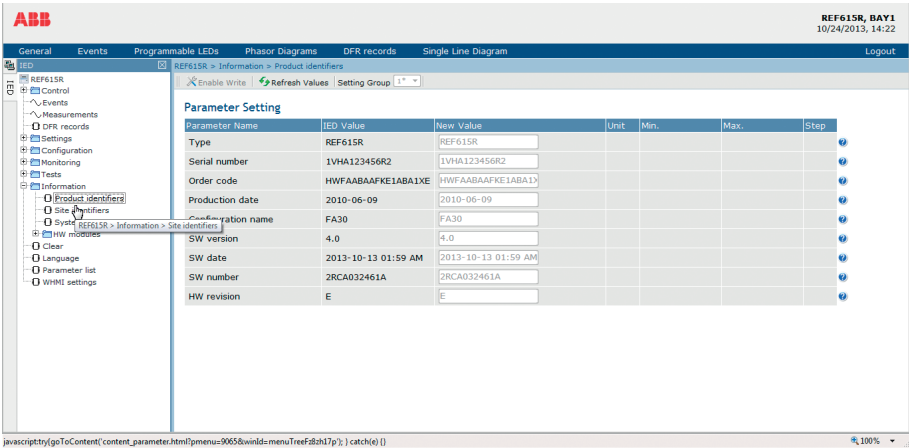 ABB
REF615R, BAY1
10/24/2013, 14:22
General Events Programmable LEDs Phasor Diagrams DFR records Single Line Diagram Logout
IED
REF615R > Information > Product identifiers
IED
REF615R
Control
Events
Measurements
DFR records
Settings
Configuration
Monitoring
Tests
Information
Product identifiers
Site identifiers
Syste
REF615R > Information > Site identifiers
HW modules
Clear
Language
Parameter list
WHMI settings
Enable Write Refresh Values Setting Group 1*
Parameter Setting
Parameter Name IED Value New Value Unit Min. Max. Step
Type REF615R REF615R
Serial number 1VHA123456R2 1VHA123456R2
Order code HWFAABAAFKE1ABA1XE HWFAABAAFKE1ABA1X
Production date 2010-06-09 2010-06-09
Configuration name FA30 FA30
SW version 4.0 4.0
SW date 2013-10-13 01:59 AM 2013-10-13 01:59 AM
SW number 2RCA032461A 2RCA032461A
HW revision E E
javascript:try{goToContent('content_parameter.html?pmenu=9065&winId=menuTreeFz8zh17p'); } catch(e) {}
100%